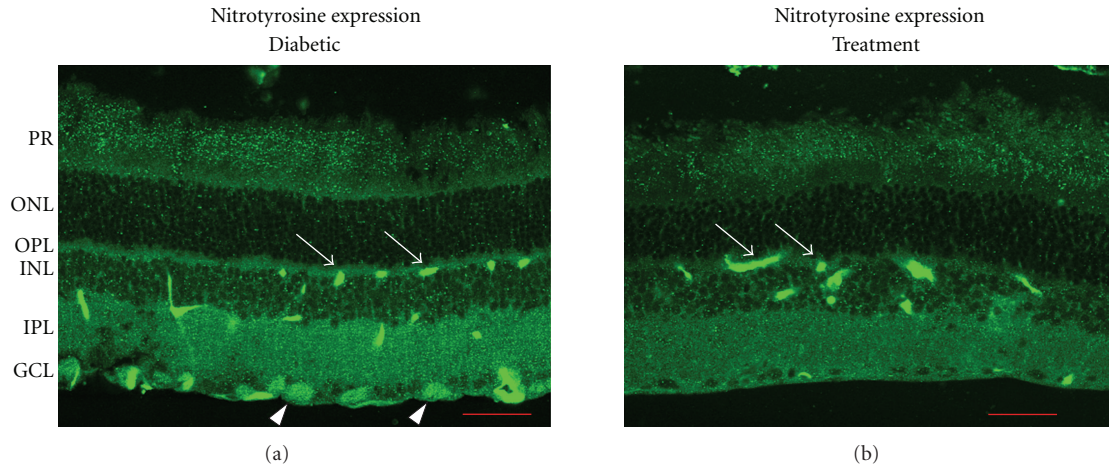 Nitrotyrosine expression
Diabetic
PR
ONL
OPL
INL
IPL
GCL
(a)
Nitrotyrosine expression
Treatment
(b)